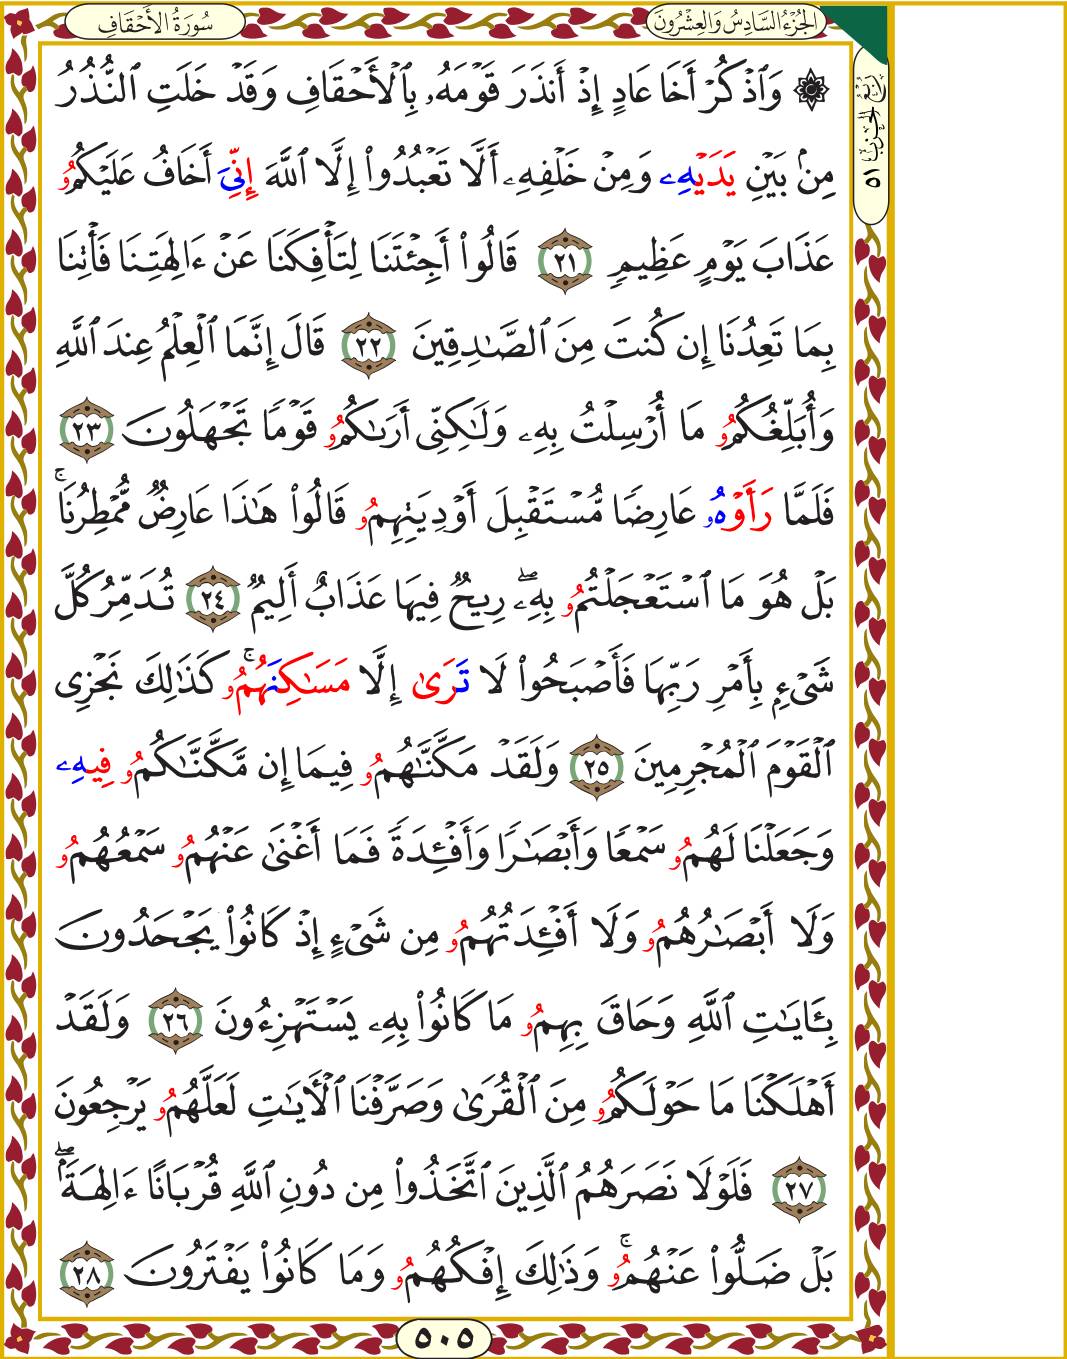 سُورَةُ الأَحْقَافِ
الجُزْءُ السَّادِسُ وَالعِشْرُونَ
رُبْعُ الحِزْبِ ٥١
۞ وَٱذْكُرْ أَخَا عَادٍ إِذْ أَنذَرَ قَوْمَهُۥ بِٱلْأَحْقَافِ وَقَدْ خَلَتِ ٱلنُّذُرُ
مِنۢ بَيْنِ يَدَيْهِۦ وَمِنْ خَلْفِهِۦ أَلَّا تَعْبُدُوا۟ إِلَّا ٱللَّهَ إِنِّىَ أَخَافُ عَلَيْكُمُۥ
عَذَابَ يَوْمٍ عَظِيمٍ ٢١ قَالُوا۟ أَجِئْتَنَا لِتَأْفِكَنَا عَنْ ءَالِهَتِنَا فَأْتِنَا
بِمَا تَعِدُنَا إِن كُنتَ مِنَ ٱلصَّـٰدِقِينَ ٢٢ قَالَ إِنَّمَا ٱلْعِلْمُ عِندَ ٱللَّهِ
وَأُبَلِّغُكُمُۥ مَا أُرْسِلْتُ بِهِۦ وَلَـٰكِنِّى أَرَىٰكُمُۥ قَوْمًا تَجْهَلُونَ ٢٣
فَلَمَّا رَأَوْهُۥ عَارِضًا مُّسْتَقْبِلَ أَوْدِيَتِهِمُۥ قَالُوا۟ هَـٰذَا عَارِضٌ مُّمْطِرُنَاۚ
بَلْ هُوَ مَا ٱسْتَعْجَلْتُمُۥ بِهِۦۖ رِيحٌ فِيهَا عَذَابٌ أَلِيمٌ ٢٤ تُدَمِّرُ كُلَّ
شَىْءٍ بِأَمْرِ رَبِّهَا فَأَصْبَحُوا۟ لَا تَرَىٰ إِلَّا مَسَـٰكِنَهُمُۥۚ كَذَٰلِكَ نَجْزِى
ٱلْقَوْمَ ٱلْمُجْرِمِينَ ٢٥ وَلَقَدْ مَكَّنَّـٰهُمُۥ فِيمَا إِن مَّكَّنَّـٰكُمُۥ فِيهِۦ
وَجَعَلْنَا لَهُمُۥ سَمْعًا وَأَبْصَـٰرًا وَأَفْـِٔدَةً فَمَا أَغْنَىٰ عَنْهُمُۥ سَمْعُهُمُۥ
وَلَا أَبْصَـٰرُهُمُۥ وَلَا أَفْـِٔدَتُهُمُۥ مِن شَىْءٍ إِذْ كَانُوا۟ يَجْحَدُونَ
بِـَٔايَـٰتِ ٱللَّهِ وَحَاقَ بِهِمُۥ مَا كَانُوا۟ بِهِۦ يَسْتَهْزِءُونَ ٢٦ وَلَقَدْ
أَهْلَكْنَا مَا حَوْلَكُمُۥ مِنَ ٱلْقُرَىٰ وَصَرَّفْنَا ٱلْأَيَـٰتِ لَعَلَّهُمُۥ يَرْجِعُونَ
٢٧ فَلَوْلَا نَصَرَهُمُ ٱلَّذِينَ ٱتَّخَذُوا۟ مِن دُونِ ٱللَّهِ قُرْبَانًا ءَالِهَةًۢۖ
بَلْ ضَلُّوا۟ عَنْهُمُۥۚ وَذَٰلِكَ إِفْكُهُمُۥ وَمَا كَانُوا۟ يَفْتَرُونَ ٢٨
٥٠٥